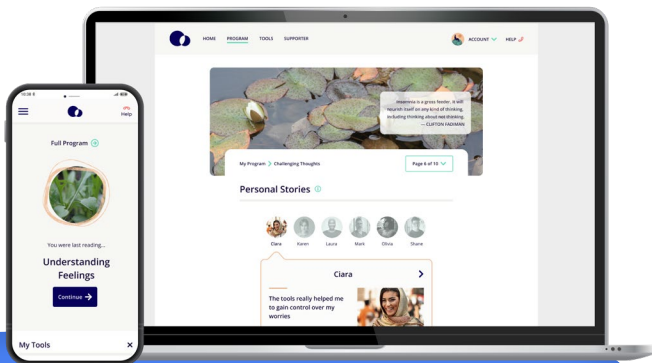 HOME PROGRAM TOOLS SUPPORTER ACCOUNT HELP
Insomnia is a gross feeder. It will
nourish itself on any kind of thinking,
including thinking about not thinking.
— CLIFTON FADIMAN
My Program > Challenging Thoughts Page 6 of 10
Personal Stories
Ciara Karen Laura Mark Olivia Shane
Ciara
The tools really helped me
to gain control over my
worries
Help
Full Program
You were last reading...
Understanding
Feelings
Continue →
My Tools ×